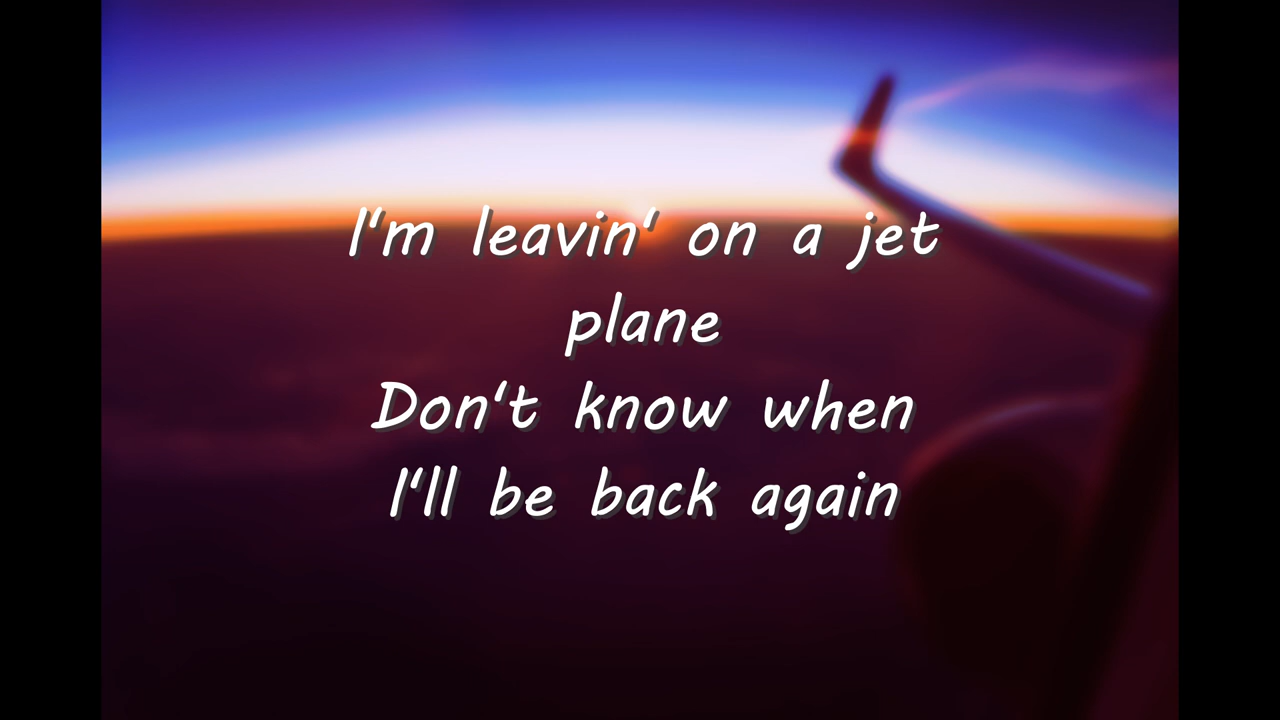 I'm leavin' on a jet
plane
Don't know when
I'll be back again